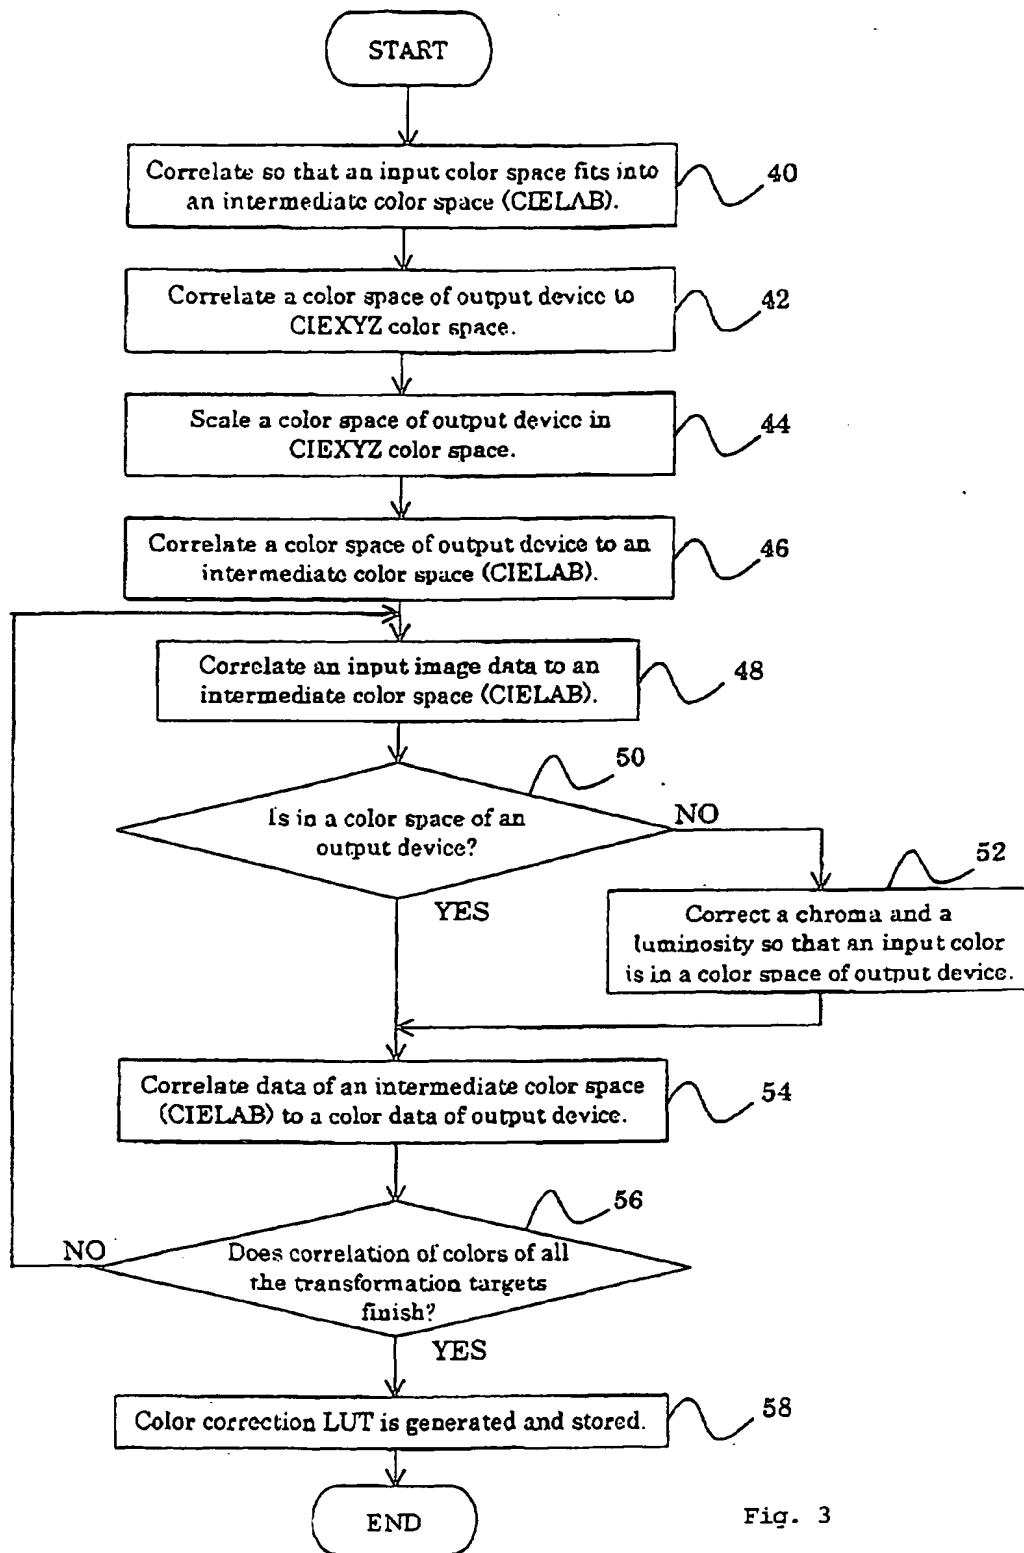 START
Correlate so that an input color space fits into
an intermediate color space (CIELAB).
40
Correlate a color space of output device to
CIEXYZ color space.
42
Scale a color space of output device in
CIEXYZ color space.
44
Correlate a color space of output device to an
intermediate color space (CIELAB).
46
Correlate an input image data to an
intermediate color space (CIELAB).
48
50
Is in a color space of an
output device?
NO
YES
52
Correct a chroma and a
luminosity so that an input color
is in a color space of output device.
Correlate data of an intermediate color space
(CIELAB) to a color data of output device.
54
56
NO
Does correlation of colors of all
the transformation targets
finish?
YES
Color correction LUT is generated and stored.
58
END
Fig. 3